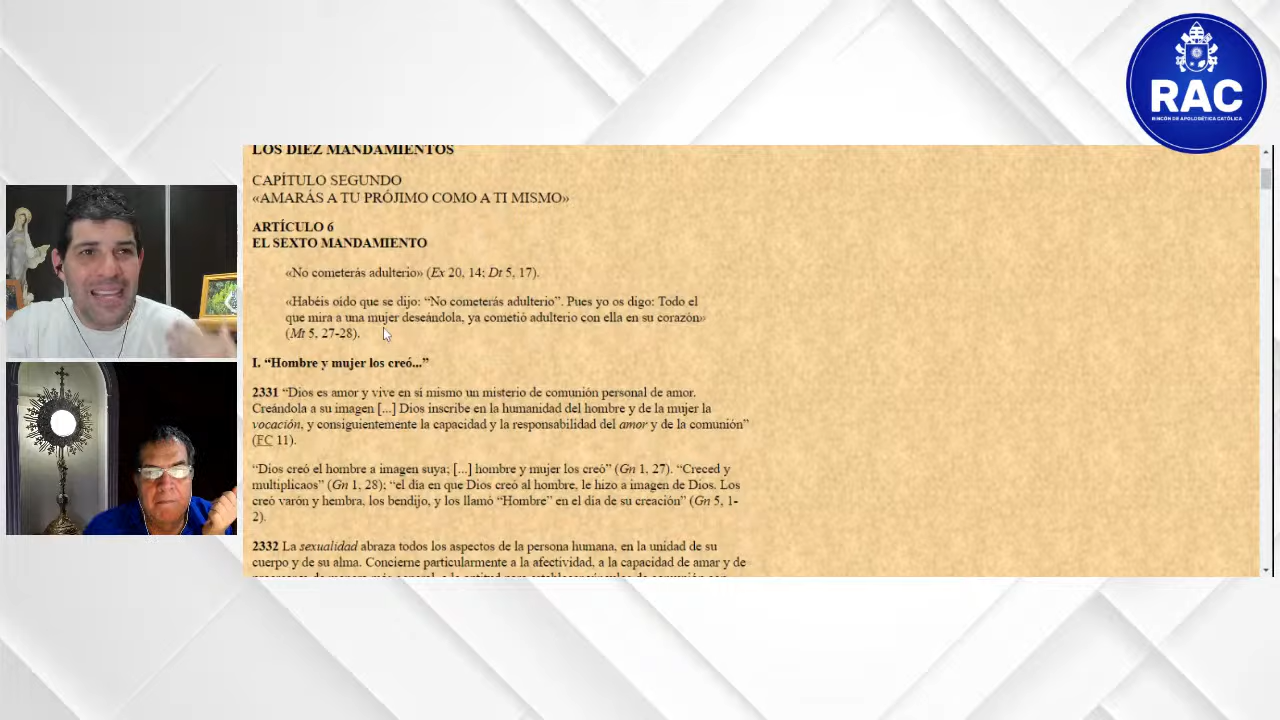 RAC
RINCÓN DE APOLOGÉTICA CATÓLICA
LOS DIEZ MANDAMIENTOS
CAPÍTULO SEGUNDO
«AMARÁS A TU PRÓJIMO COMO A TI MISMO»
ARTÍCULO 6
EL SEXTO MANDAMIENTO
«No cometerás adulterio» (Ex 20, 14; Dt 5, 17).
«Habéis oído que se dijo: “No cometerás adulterio”. Pues yo os digo: Todo el
que mira a una mujer deseándola, ya cometió adulterio con ella en su corazón»
(Mt 5, 27-28).
I. “Hombre y mujer los creó...”
2331 “Dios es amor y vive en sí mismo un misterio de comunión personal de amor.
Creándola a su imagen [...] Dios inscribe en la humanidad del hombre y de la mujer la
vocación, y consiguientemente la capacidad y la responsabilidad del amor y de la comunión”
(FC 11).
“Dios creó el hombre a imagen suya; [...] hombre y mujer los creó” (Gn 1, 27). “Creced y
multiplicaos” (Gn 1, 28); “el día en que Dios creó al hombre, le hizo a imagen de Dios. Los
creó varón y hembra, los bendijo, y los llamó “Hombre” en el día de su creación” (Gn 5, 1-
2).
2332 La sexualidad abraza todos los aspectos de la persona humana, en la unidad de su
cuerpo y de su alma. Concierne particularmente a la afectividad, a la capacidad de amar y de